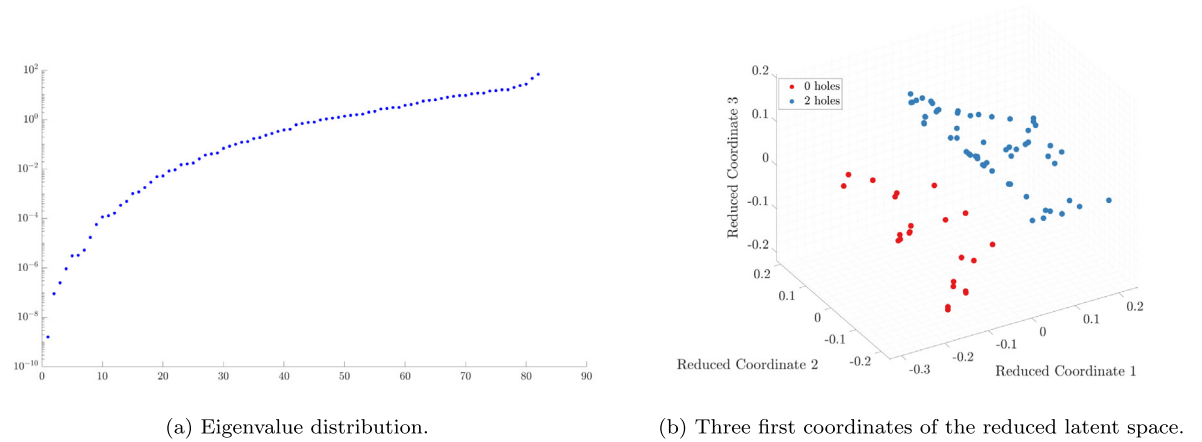 10^2
10^0
10^-2
10^-4
10^-6
10^-8
10^-10
0 10 20 30 40 50 60 70 80 90
(a) Eigenvalue distribution.
0 holes
2 holes
Reduced Coordinate 3
0.2
0.1
0
-0.1
-0.2
0.2
0.1
0
-0.1
-0.2
Reduced Coordinate 2
-0.3 -0.2 -0.1 0 0.1 0.2
Reduced Coordinate 1
(b) Three first coordinates of the reduced latent space.